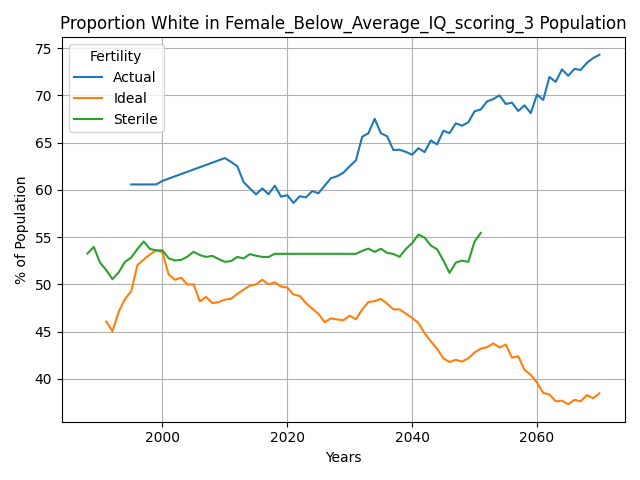 Proportion White in Female_Below_Average_IQ_scoring_3 Population
% of Population
75
70
65
60
55
50
45
40
Fertility
Actual
Ideal
Sterile
2000
2020
2040
2060
Years